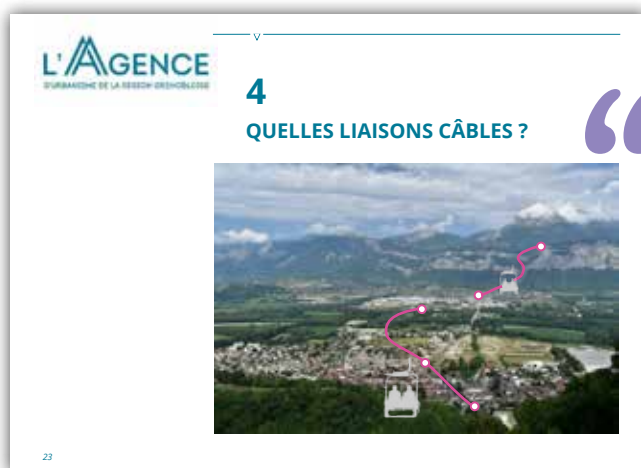 L'AGENCE
D'URBANISME DE LA RÉGION GRENOBLOISE
4
QUELLES LIAISONS CÂBLES ?
“
23